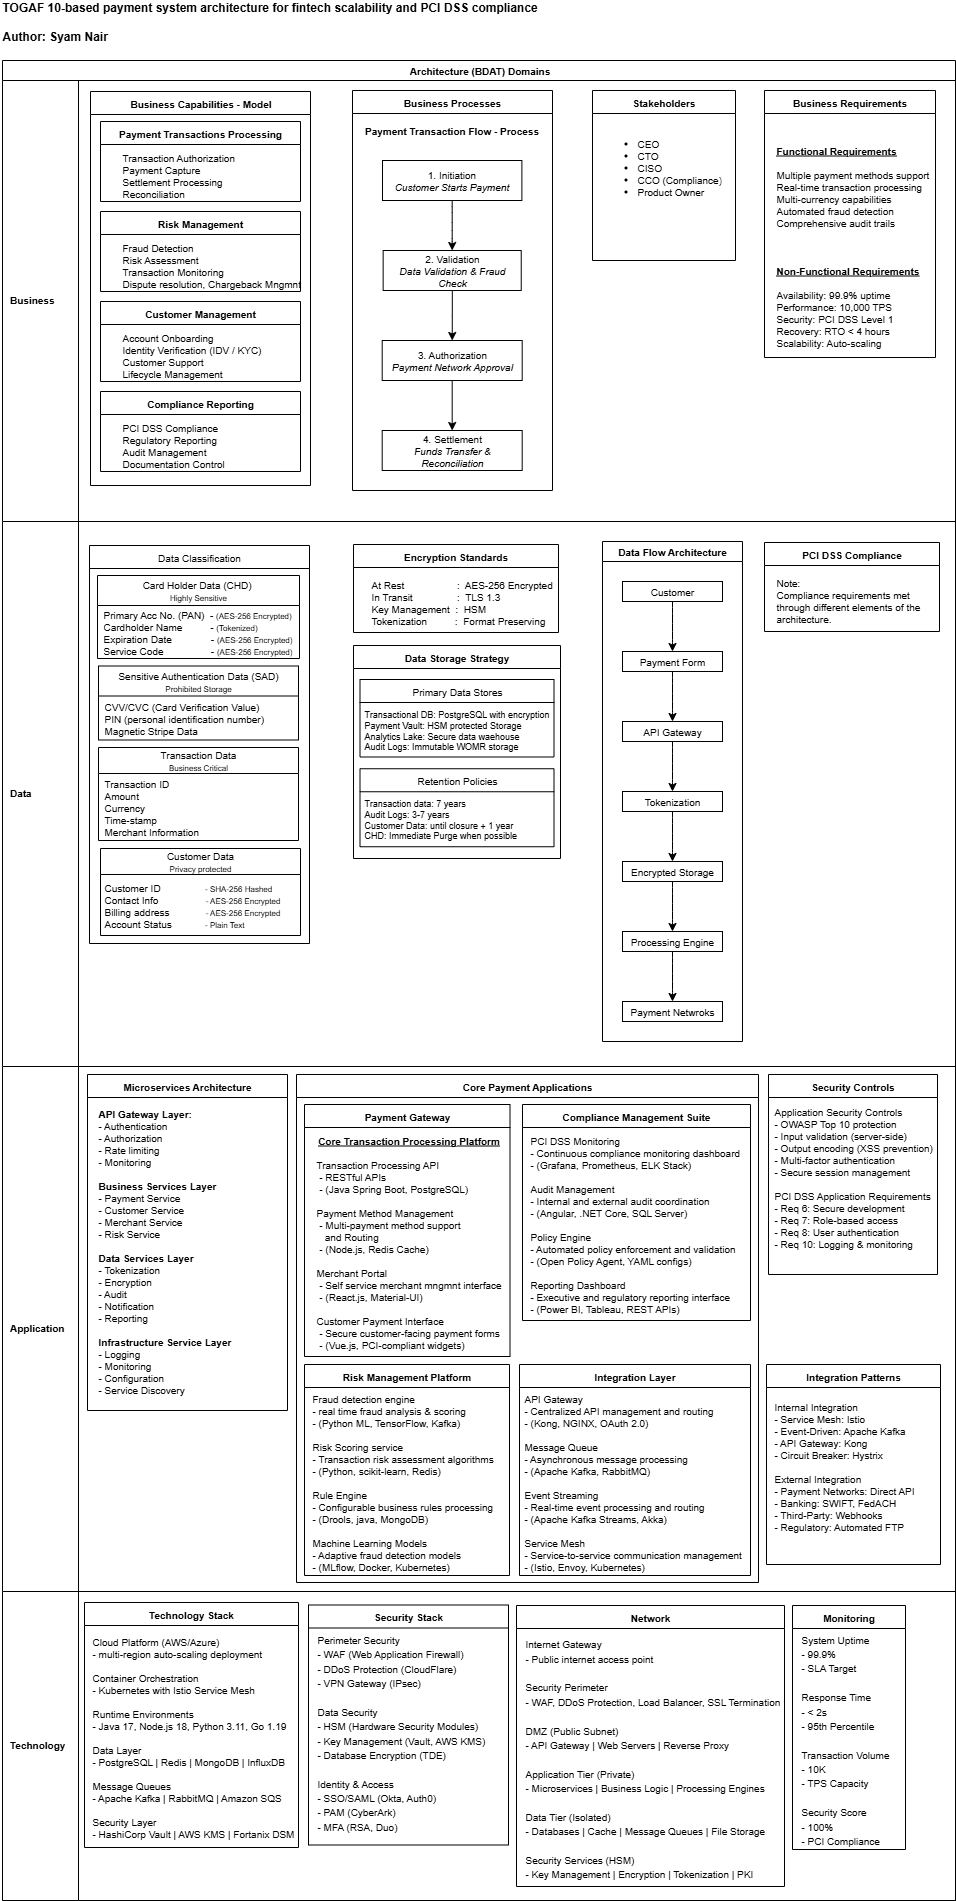 TOGAF 10-based payment system architecture for fintech scalability and PCI DSS compliance
Author: Syam Nair
Architecture (BDAT) Domains
Business
Business Capabilities - Model
Payment Transactions Processing
Transaction Authorization
Payment Capture
Settlement Processing
Reconciliation
Risk Management
Fraud Detection
Risk Assessment
Transaction Monitoring
Dispute resolution, Chargeback Mngmnt
Customer Management
Account Onboarding
Identity Verification (IDV / KYC)
Customer Support
Lifecycle Management
Compliance Reporting
PCI DSS Compliance
Regulatory Reporting
Audit Management
Documentation Control
Business Processes
Payment Transaction Flow - Process
1. Initiation
Customer Starts Payment
2. Validation
Data Validation & Fraud
Check
3. Authorization
Payment Network Approval
4. Settlement
Funds Transfer &
Reconciliation
Stakeholders
• CEO
• CTO
• CISO
• CCO (Compliance)
• Product Owner
Business Requirements
Functional Requirements
Multiple payment methods support
Real-time transaction processing
Multi-currency capabilities
Automated fraud detection
Comprehensive audit trails
Non-Functional Requirements
Availability: 99.9% uptime
Performance: 10,000 TPS
Security: PCI DSS Level 1
Recovery: RTO < 4 hours
Scalability: Auto-scaling
Data
Data Classification
Card Holder Data (CHD)
Highly Sensitive
Primary Acc No. (PAN) - (AES-256 Encrypted)
Cardholder Name - (Tokenized)
Expiration Date - (AES-256 Encrypted)
Service Code - (AES-256 Encrypted)
Sensitive Authentication Data (SAD)
Prohibited Storage
CVV/CVC (Card Verification Value)
PIN (personal identification number)
Magnetic Stripe Data
Transaction Data
Business Critical
Transaction ID
Amount
Currency
Time-stamp
Merchant Information
Customer Data
Privacy protected
Customer ID - SHA-256 Hashed
Contact Info - AES-256 Encrypted
Billing address - AES-256 Encrypted
Account Status - Plain Text
Encryption Standards
At Rest : AES-256 Encrypted
In Transit : TLS 1.3
Key Management : HSM
Tokenization : Format Preserving
Data Storage Strategy
Primary Data Stores
Transactional DB: PostgreSQL with encryption
Payment Vault: HSM protected Storage
Analytics Lake: Secure data waehouse
Audit Logs: Immutable WOMR storage
Retention Policies
Transaction data: 7 years
Audit Logs: 3-7 years
Customer Data: until closure + 1 year
CHD: Immediate Purge when possible
Data Flow Architecture
Customer
Payment Form
API Gateway
Tokenization
Encrypted Storage
Processing Engine
Payment Netwroks
PCI DSS Compliance
Note:
Compliance requirements met
through different elements of the
architecture.
Application
Microservices Architecture
API Gateway Layer:
- Authentication
- Authorization
- Rate limiting
- Monitoring
Business Services Layer
- Payment Service
- Customer Service
- Merchant Service
- Risk Service
Data Services Layer
- Tokenization
- Encryption
- Audit
- Notification
- Reporting
Infrastructure Service Layer
- Logging
- Monitoring
- Configuration
- Service Discovery
Core Payment Applications
Payment Gateway
Core Transaction Processing Platform
Transaction Processing API
- RESTful APIs
- (Java Spring Boot, PostgreSQL)
Payment Method Management
- Multi-payment method support
and Routing
- (Node.js, Redis Cache)
Merchant Portal
- Self service merchant mngmnt interface
- (React.js, Material-UI)
Customer Payment Interface
- Secure customer-facing payment forms
- (Vue.js, PCI-compliant widgets)
Compliance Management Suite
PCI DSS Monitoring
- Continuous compliance monitoring dashboard
- (Grafana, Prometheus, ELK Stack)
Audit Management
- Internal and external audit coordination
- (Angular, .NET Core, SQL Server)
Policy Engine
- Automated policy enforcement and validation
- (Open Policy Agent, YAML configs)
Reporting Dashboard
- Executive and regulatory reporting interface
- (Power BI, Tableau, REST APIs)
Risk Management Platform
Fraud detection engine
- real time fraud analysis & scoring
- (Python ML, TensorFlow, Kafka)
Risk Scoring service
- Transaction risk assessment algorithms
- (Python, scikit-learn, Redis)
Rule Engine
- Configurable business rules processing
- (Drools, java, MongoDB)
Machine Learning Models
- Adaptive fraud detection models
- (MLflow, Docker, Kubernetes)
Integration Layer
API Gateway
- Centralized API management and routing
- (Kong, NGINX, OAuth 2.0)
Message Queue
- Asynchronous message processing
- (Apache Kafka, RabbitMQ)
Event Streaming
- Real-time event processing and routing
- (Apache Kafka Streams, Akka)
Service Mesh
- Service-to-service communication management
- (Istio, Envoy, Kubernetes)
Security Controls
Application Security Controls
- OWASP Top 10 protection
- Input validation (server-side)
- Output encoding (XSS prevention)
- Multi-factor authentication
- Secure session management
PCI DSS Application Requirements
- Req 6: Secure development
- Req 7: Role-based access
- Req 8: User authentication
- Req 10: Logging & monitoring
Integration Patterns
Internal Integration
- Service Mesh: Istio
- Event-Driven: Apache Kafka
- API Gateway: Kong
- Circuit Breaker: Hystrix
External Integration
- Payment Networks: Direct API
- Banking: SWIFT, FedACH
- Third-Party: Webhooks
- Regulatory: Automated FTP
Technology
Technology Stack
Cloud Platform (AWS/Azure)
- multi-region auto-scaling deployment
Container Orchestration
- Kubernetes with Istio Service Mesh
Runtime Environments
- Java 17, Node.js 18, Python 3.11, Go 1.19
Data Layer
- PostgreSQL | Redis | MongoDB | InfluxDB
Message Queues
- Apache Kafka | RabbitMQ | Amazon SQS
Security Layer
- HashiCorp Vault | AWS KMS | Fortanix DSM
Security Stack
Perimeter Security
- WAF (Web Application Firewall)
- DDoS Protection (CloudFlare)
- VPN Gateway (IPsec)
Data Security
- HSM (Hardware Security Modules)
- Key Management (Vault, AWS KMS)
- Database Encryption (TDE)
Identity & Access
- SSO/SAML (Okta, Auth0)
- PAM (CyberArk)
- MFA (RSA, Duo)
Network
Internet Gateway
- Public internet access point
Security Perimeter
- WAF, DDoS Protection, Load Balancer, SSL Termination
DMZ (Public Subnet)
- API Gateway | Web Servers | Reverse Proxy
Application Tier (Private)
- Microservices | Business Logic | Processing Engines
Data Tier (Isolated)
- Databases | Cache | Message Queues | File Storage
Security Services (HSM)
- Key Management | Encryption | Tokenization | PKI
Monitoring
System Uptime
- 99.9%
- SLA Target
Response Time
- < 2s
- 95th Percentile
Transaction Volume
- 10K
- TPS Capacity
Security Score
- 100%
- PCI Compliance